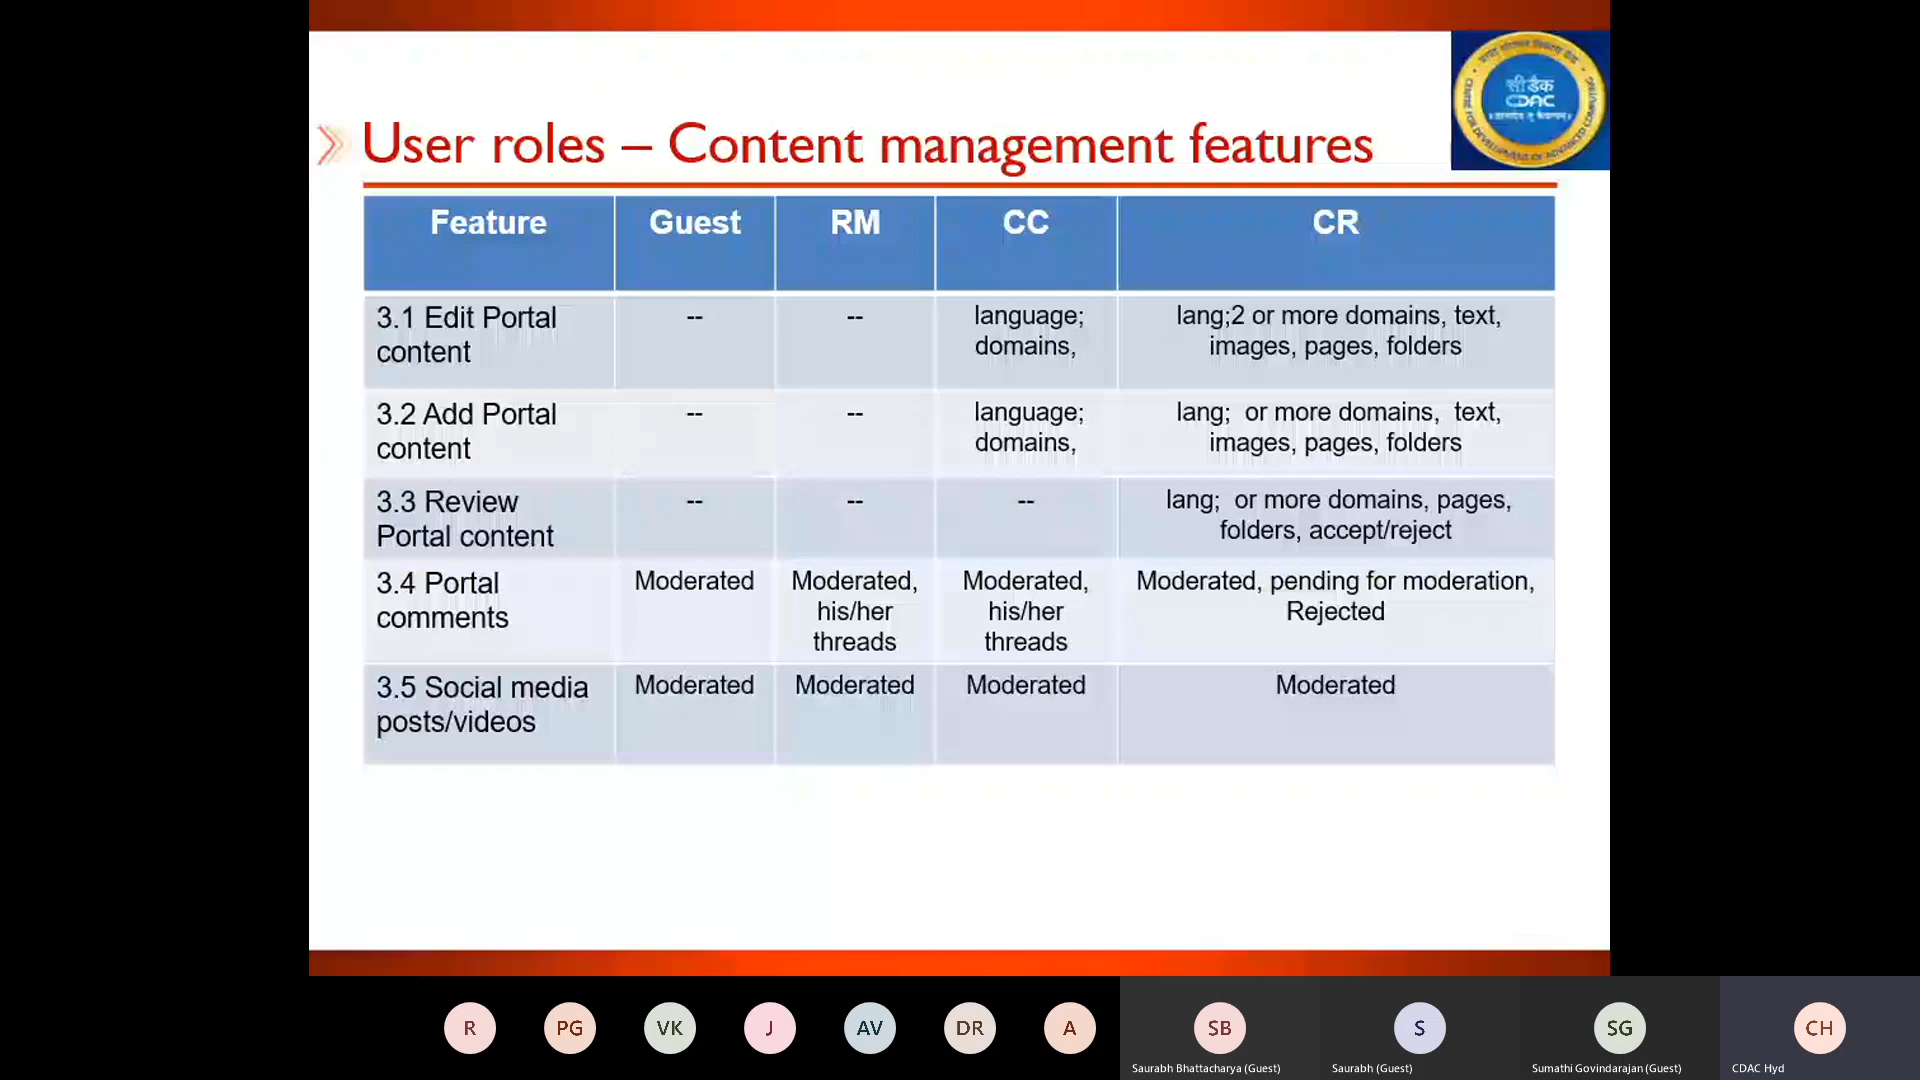 User roles – Content management features
सी डैक
CDAC
Feature Guest RM CC CR
3.1 Edit Portal content -- -- language; domains, lang;2 or more domains, text, images, pages, folders
3.2 Add Portal content -- -- language; domains, lang;  or more domains,  text, images, pages, folders
3.3 Review Portal content -- -- -- lang;  or more domains, pages, folders, accept/reject
3.4 Portal comments Moderated Moderated, his/her threads Moderated, his/her threads Moderated, pending for moderation, Rejected
3.5 Social media posts/videos Moderated Moderated Moderated Moderated
R PG VK J AV DR A SB S SG CH
Saurabh Bhattacharya (Guest) Saurabh (Guest) Sumathi Govindarajan (Guest) CDAC Hyd